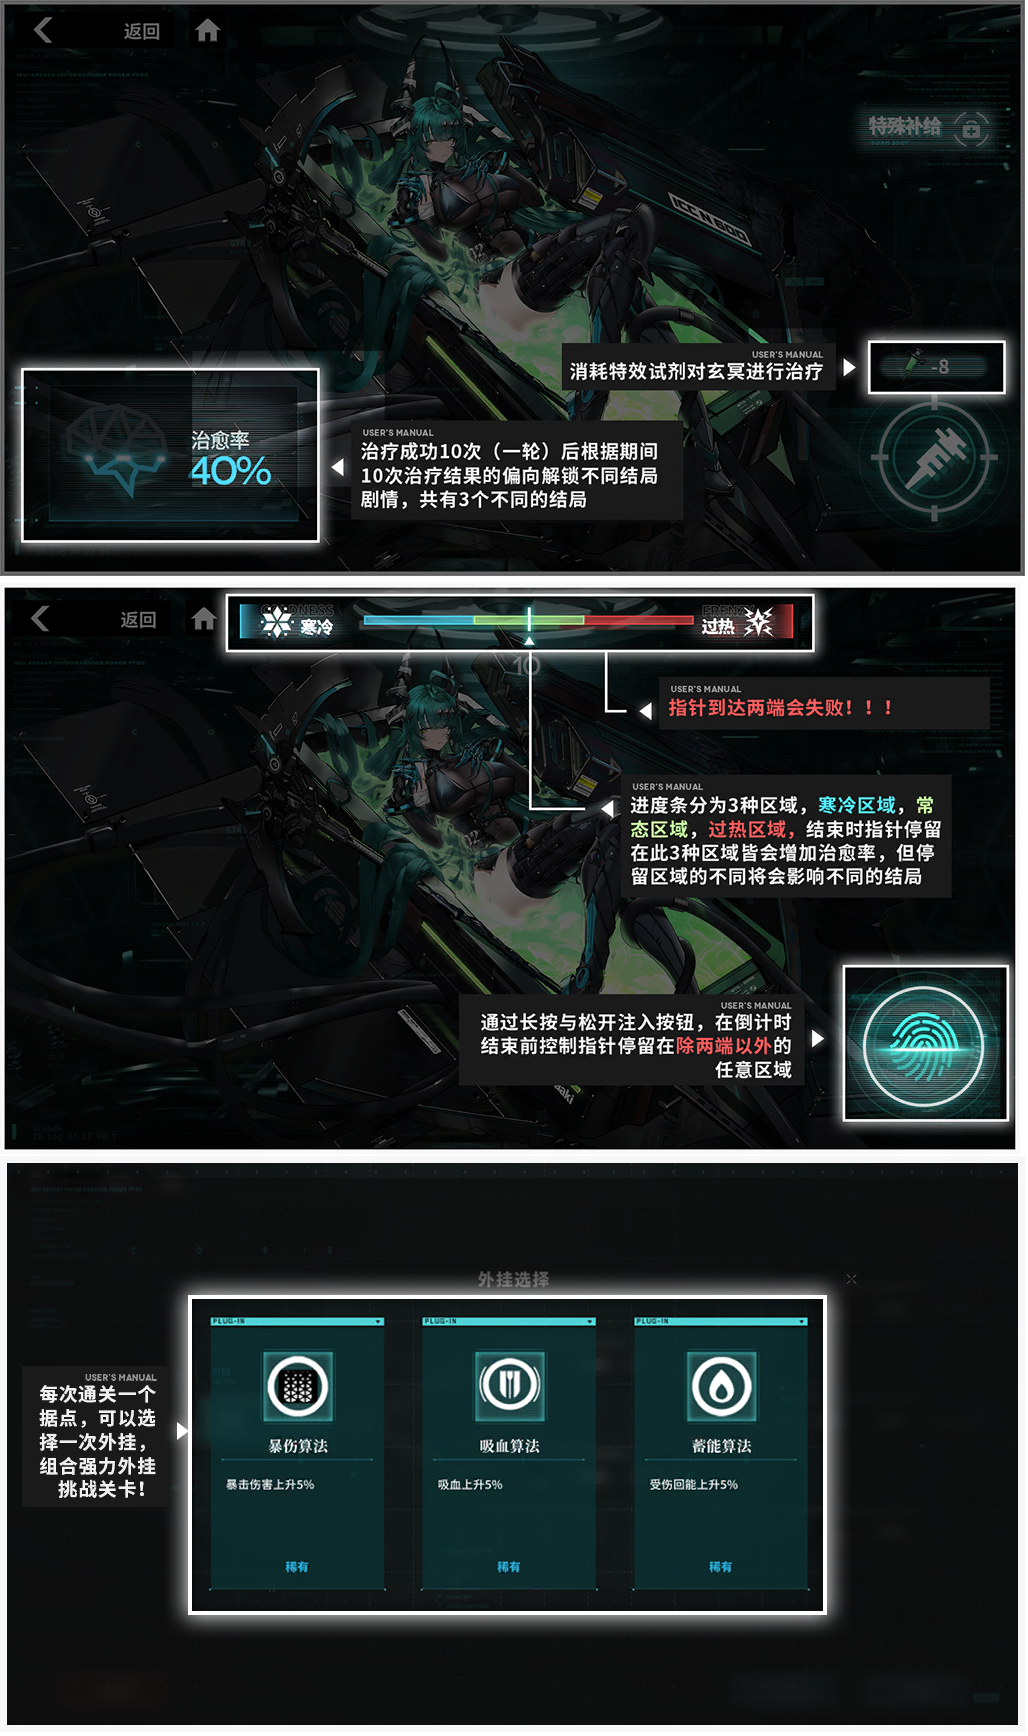 返回
特殊补给
ICC N 600
USER'S MANUAL
消耗特效试剂对玄冥进行治疗
-8
治愈率
40%
USER'S MANUAL
治疗成功10次（一轮）后根据期间
10次治疗结果的偏向解锁不同结局
剧情，共有3个不同的结局
返回
寒冷
FRENZY
过热
10
USER'S MANUAL
指针到达两端会失败！！！
USER'S MANUAL
进度条分为3种区域，寒冷区域，常
态区域，过热区域，结束时指针停留
在此3种区域皆会增加治愈率，但停
留区域的不同将会影响不同的结局
USER'S MANUAL
通过长按与松开注入按钮，在倒计时
结束前控制指针停留在除两端以外的
任意区域
外挂选择
USER'S MANUAL
每次通关一个
据点，可以选
择一次外挂，
组合强力外挂
挑战关卡！
PLUG-IN
暴伤算法
暴击伤害上升5%
稀有
PLUG-IN
吸血算法
吸血上升5%
稀有
PLUG-IN
蓄能算法
受伤回能上升5%
稀有